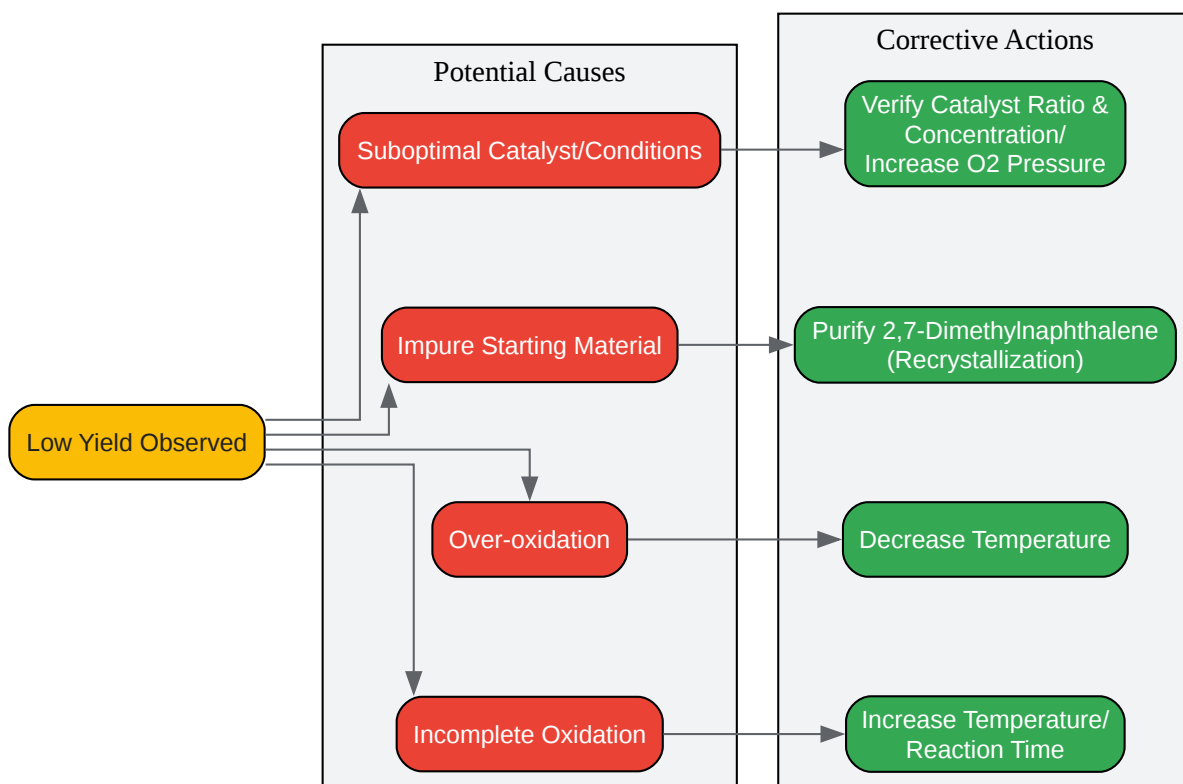 Potential Causes
Corrective Actions
Low Yield Observed
Suboptimal Catalyst/Conditions
Verify Catalyst Ratio &
Concentration/
Increase O2 Pressure
Impure Starting Material
Purify 2,7-Dimethylnaphthalene
(Recrystallization)
Over-oxidation
Decrease Temperature
Incomplete Oxidation
Increase Temperature/
Reaction Time